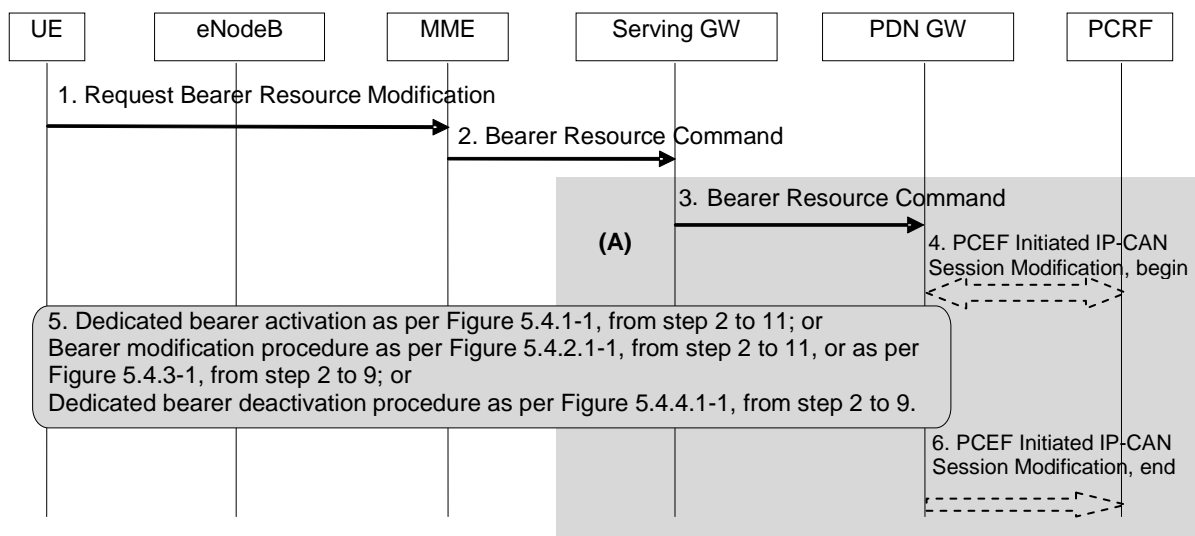 UE
eNodeB
MME
Serving GW
PDN GW
PCRF
1. Request Bearer Resource Modification
2. Bearer Resource Command
3. Bearer Resource Command
(A)
4. PCEF Initiated IP-CAN
Session Modification, begin
5. Dedicated bearer activation as per Figure 5.4.1-1, from step 2 to 11; or
Bearer modification procedure as per Figure 5.4.2.1-1, from step 2 to 11, or as per
Figure 5.4.3-1, from step 2 to 9; or
Dedicated bearer deactivation procedure as per Figure 5.4.4.1-1, from step 2 to 9.
6. PCEF Initiated IP-CAN
Session Modification, end